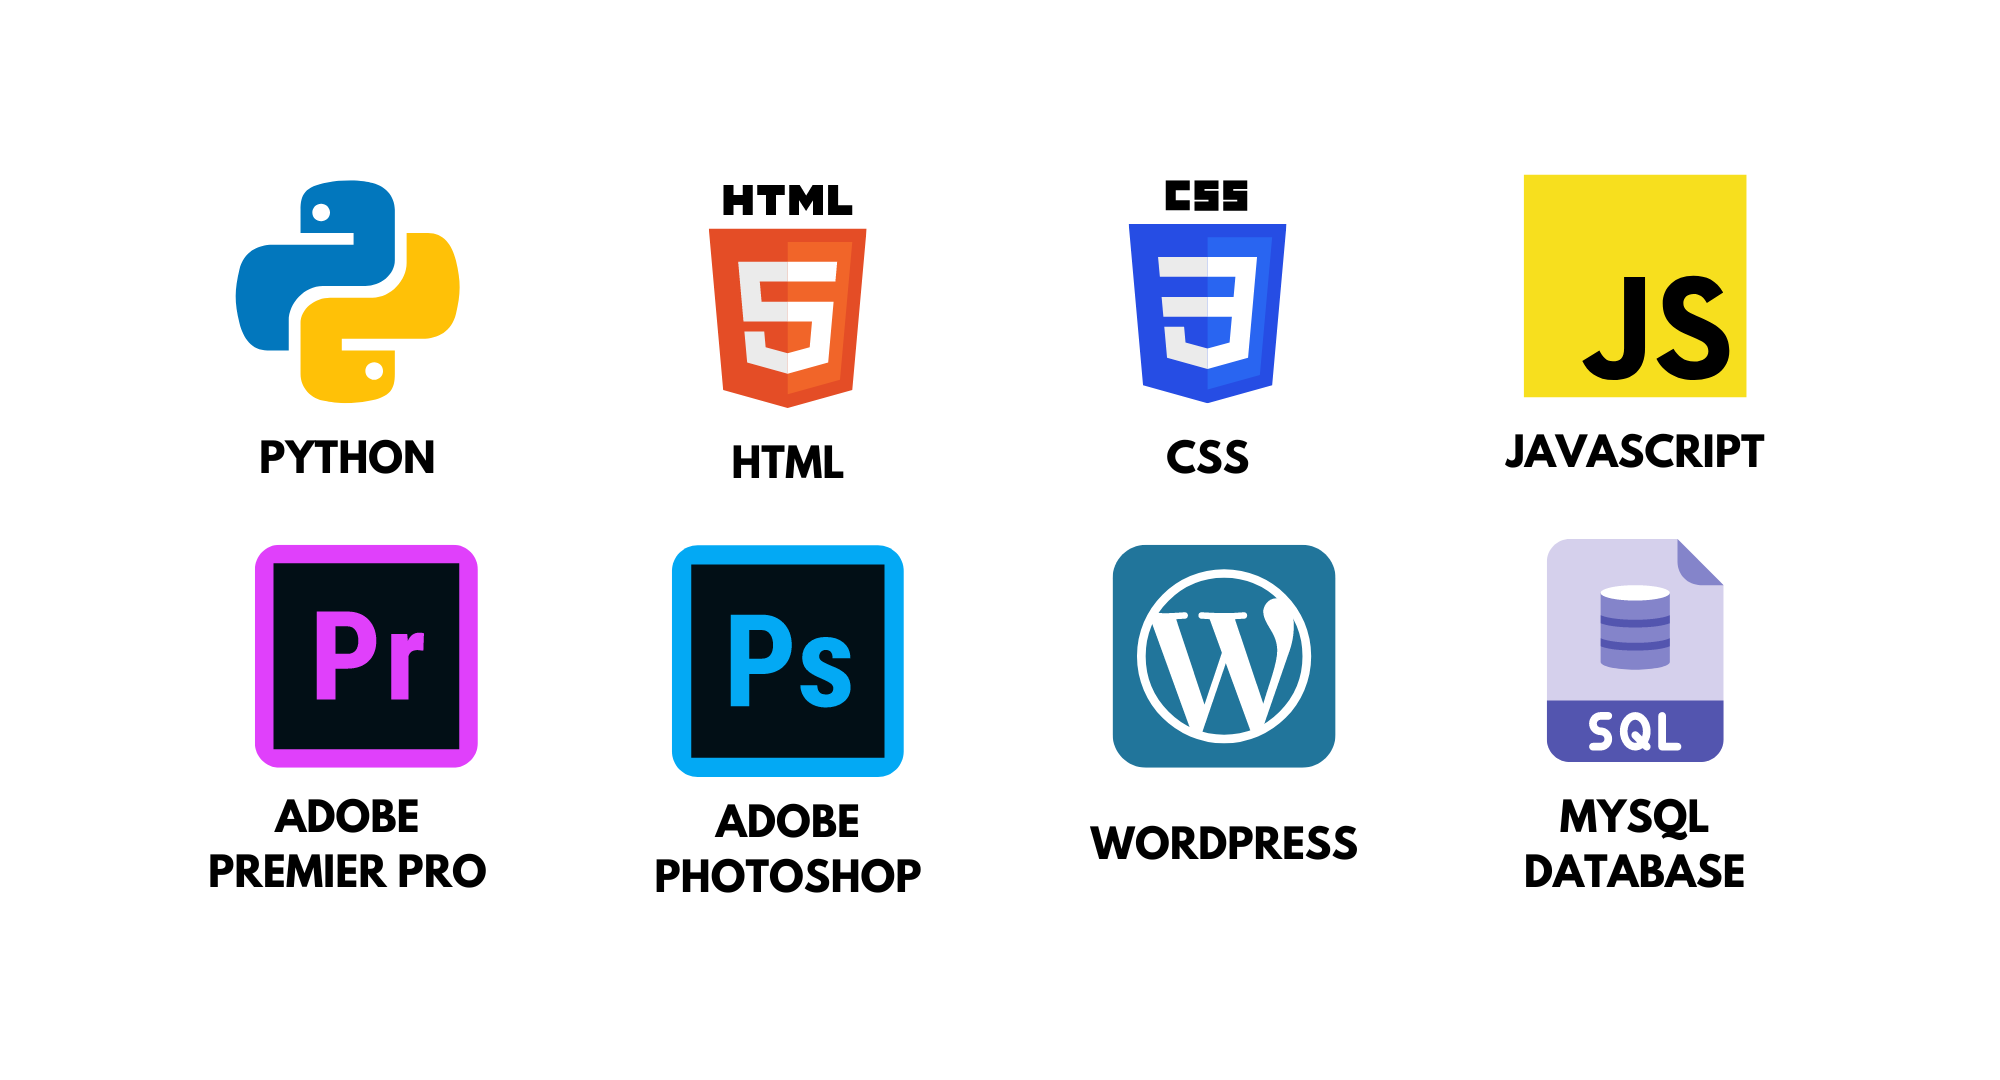 HTML
CSS
JS
PYTHON
HTML
CSS
JAVASCRIPT
Pr
Ps
W
SQL
ADOBE
PREMIER PRO
ADOBE
PHOTOSHOP
WORDPRESS
MYSQL
DATABASE